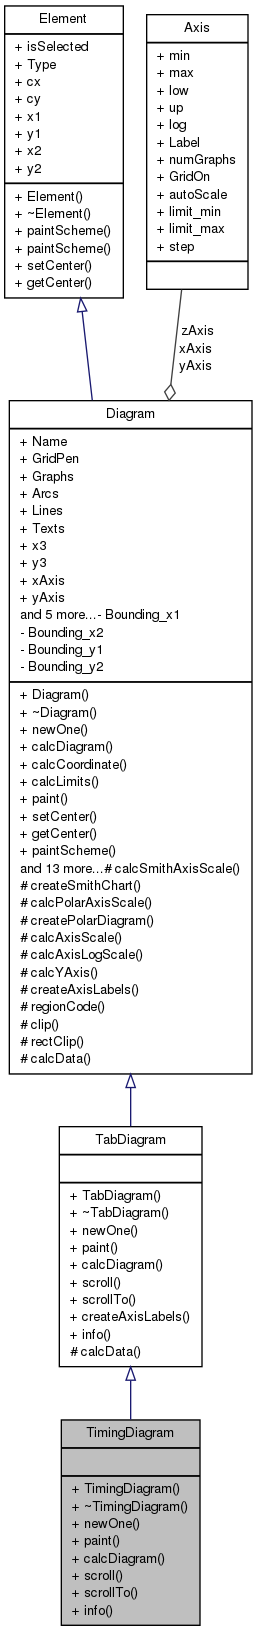 Element
+ isSelected
+ Type
+ cx
+ cy
+ x1
+ y1
+ x2
+ y2
+ Element()
+ ~Element()
+ paintScheme()
+ paintScheme()
+ setCenter()
+ getCenter()
Axis
+ min
+ max
+ low
+ up
+ log
+ Label
+ numGraphs
+ GridOn
+ autoScale
+ limit_min
+ limit_max
+ step
zAxis
xAxis
yAxis
Diagram
+ Name
+ GridPen
+ Graphs
+ Arcs
+ Lines
+ Texts
+ x3
+ y3
+ xAxis
+ yAxis
and 5 more...- Bounding_x1
- Bounding_x2
- Bounding_y1
- Bounding_y2
+ Diagram()
+ ~Diagram()
+ newOne()
+ calcDiagram()
+ calcCoordinate()
+ calcLimits()
+ paint()
+ setCenter()
+ getCenter()
+ paintScheme()
and 13 more...# calcSmithAxisScale()
# createSmithChart()
# calcPolarAxisScale()
# createPolarDiagram()
# calcAxisScale()
# calcAxisLogScale()
# calcYAxis()
# createAxisLabels()
# regionCode()
# clip()
# rectClip()
# calcData()
TabDiagram
+ TabDiagram()
+ ~TabDiagram()
+ newOne()
+ paint()
+ calcDiagram()
+ scroll()
+ scrollTo()
+ createAxisLabels()
+ info()
# calcData()
TimingDiagram
+ TimingDiagram()
+ ~TimingDiagram()
+ newOne()
+ paint()
+ calcDiagram()
+ scroll()
+ scrollTo()
+ info()